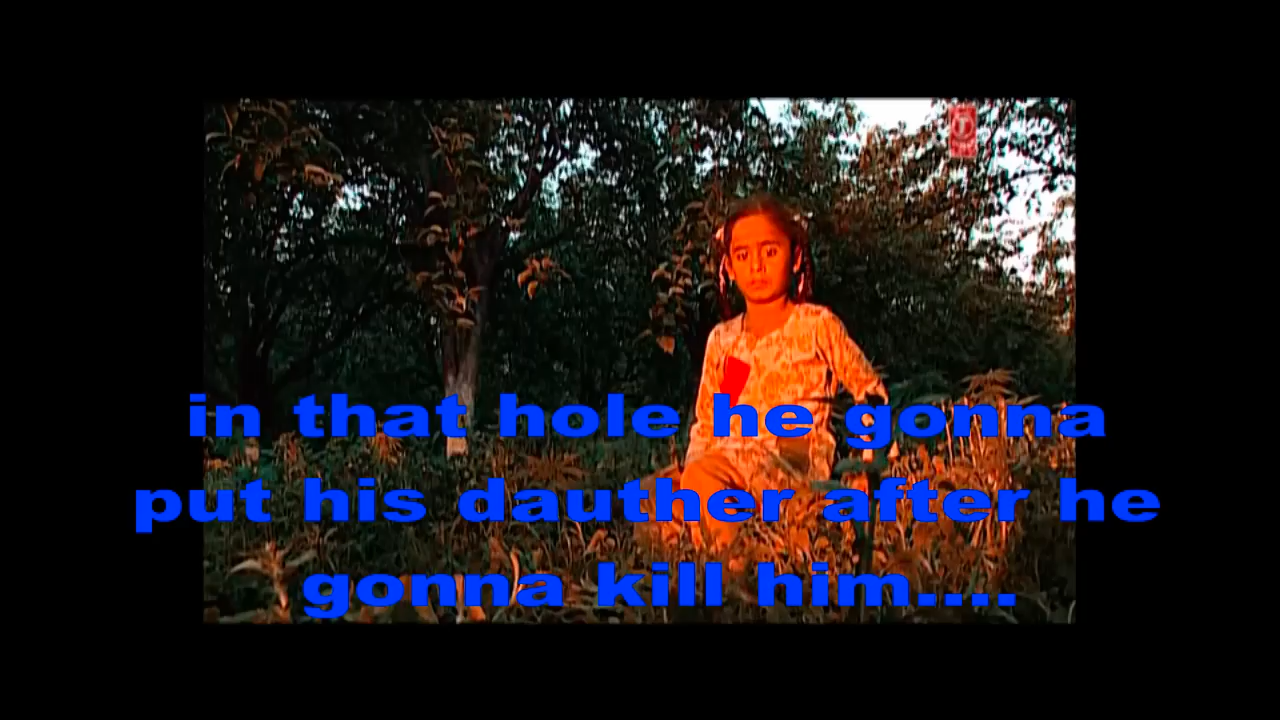 in that hole he gonna
put his dauther after he
gonna kill him....